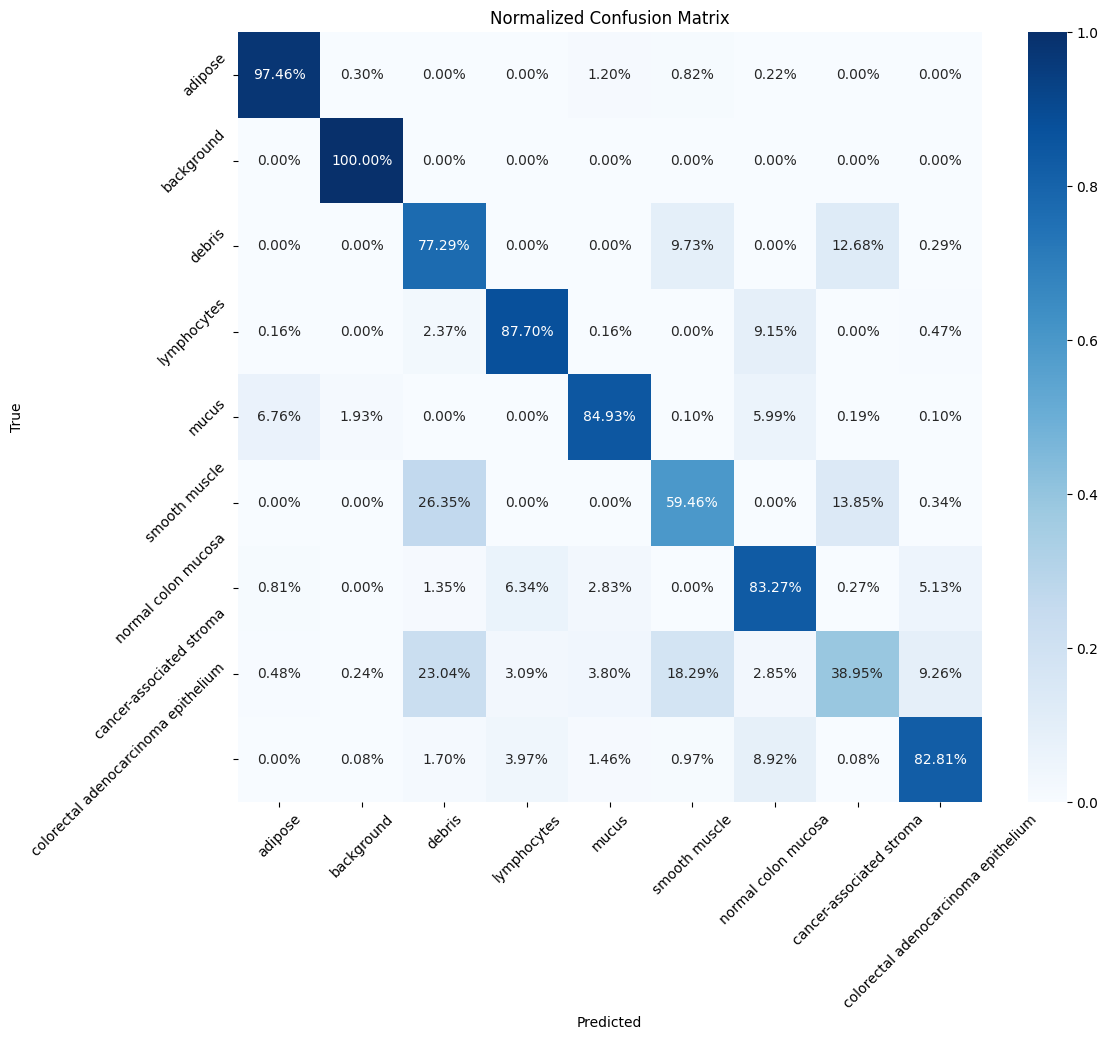 Normalized Confusion Matrix
adipose 97.46% 0.30% 0.00% 0.00% 1.20% 0.82% 0.22% 0.00% 0.00%
background 0.00% 100.00% 0.00% 0.00% 0.00% 0.00% 0.00% 0.00% 0.00%
debris 0.00% 0.00% 77.29% 0.00% 0.00% 9.73% 0.00% 12.68% 0.29%
lymphocytes 0.16% 0.00% 2.37% 87.70% 0.16% 0.00% 9.15% 0.00% 0.47%
mucus 6.76% 1.93% 0.00% 0.00% 84.93% 0.10% 5.99% 0.19% 0.10%
smooth muscle 0.00% 0.00% 26.35% 0.00% 0.00% 59.46% 0.00% 13.85% 0.34%
normal colon mucosa 0.81% 0.00% 1.35% 6.34% 2.83% 0.00% 83.27% 0.27% 5.13%
cancer-associated stroma 0.48% 0.24% 23.04% 3.09% 3.80% 18.29% 2.85% 38.95% 9.26%
colorectal adenocarcinoma epithelium 0.00% 0.08% 1.70% 3.97% 1.46% 0.97% 8.92% 0.08% 82.81%
True
adipose background debris lymphocytes mucus smooth muscle normal colon mucosa cancer-associated stroma colorectal adenocarcinoma epithelium
Predicted
1.0
0.8
0.6
0.4
0.2
0.0